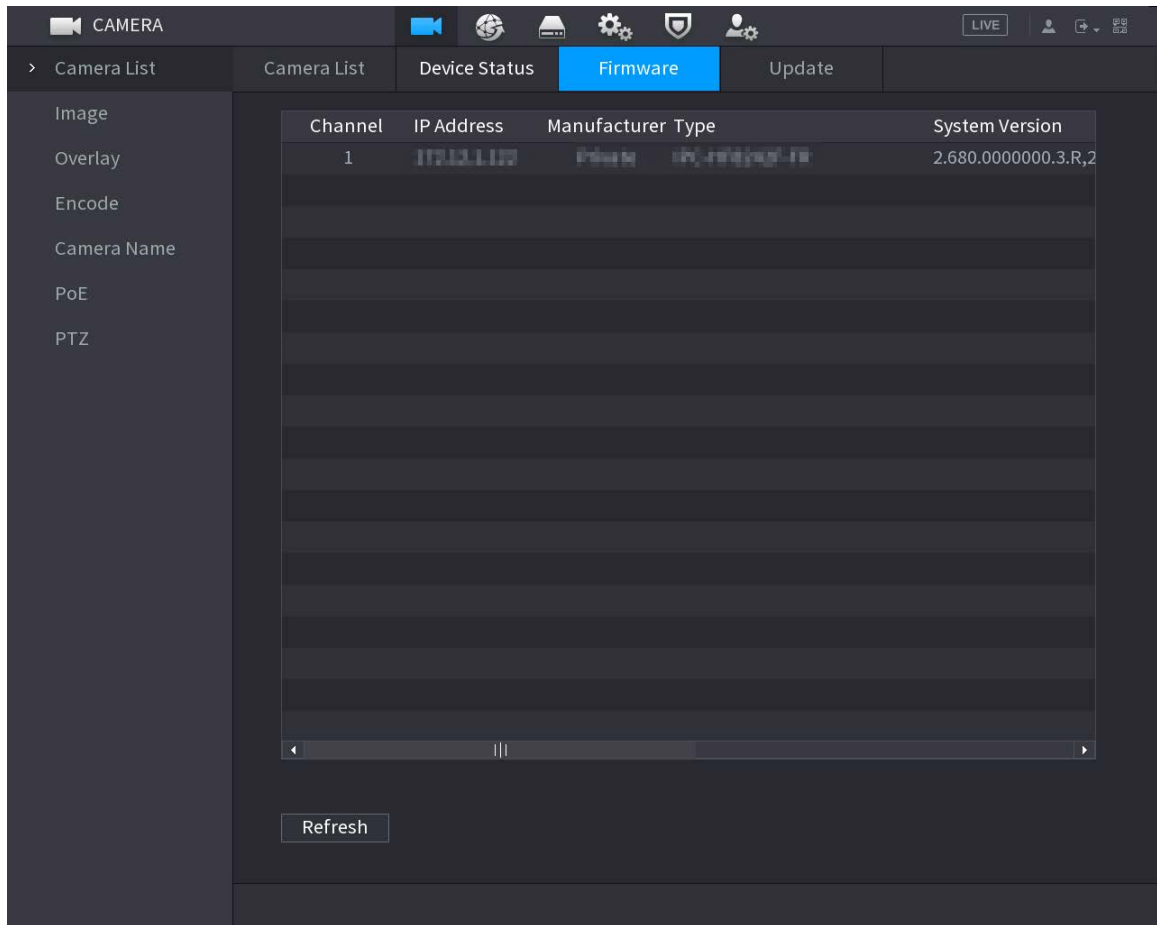 CAMERA LIVE
Camera List Camera List Device Status Firmware Update
Image
Channel IP Address Manufacturer Type System Version
Overlay
1 2.680.0000000.3.R,2
Encode
Camera Name
PoE
PTZ
Refresh